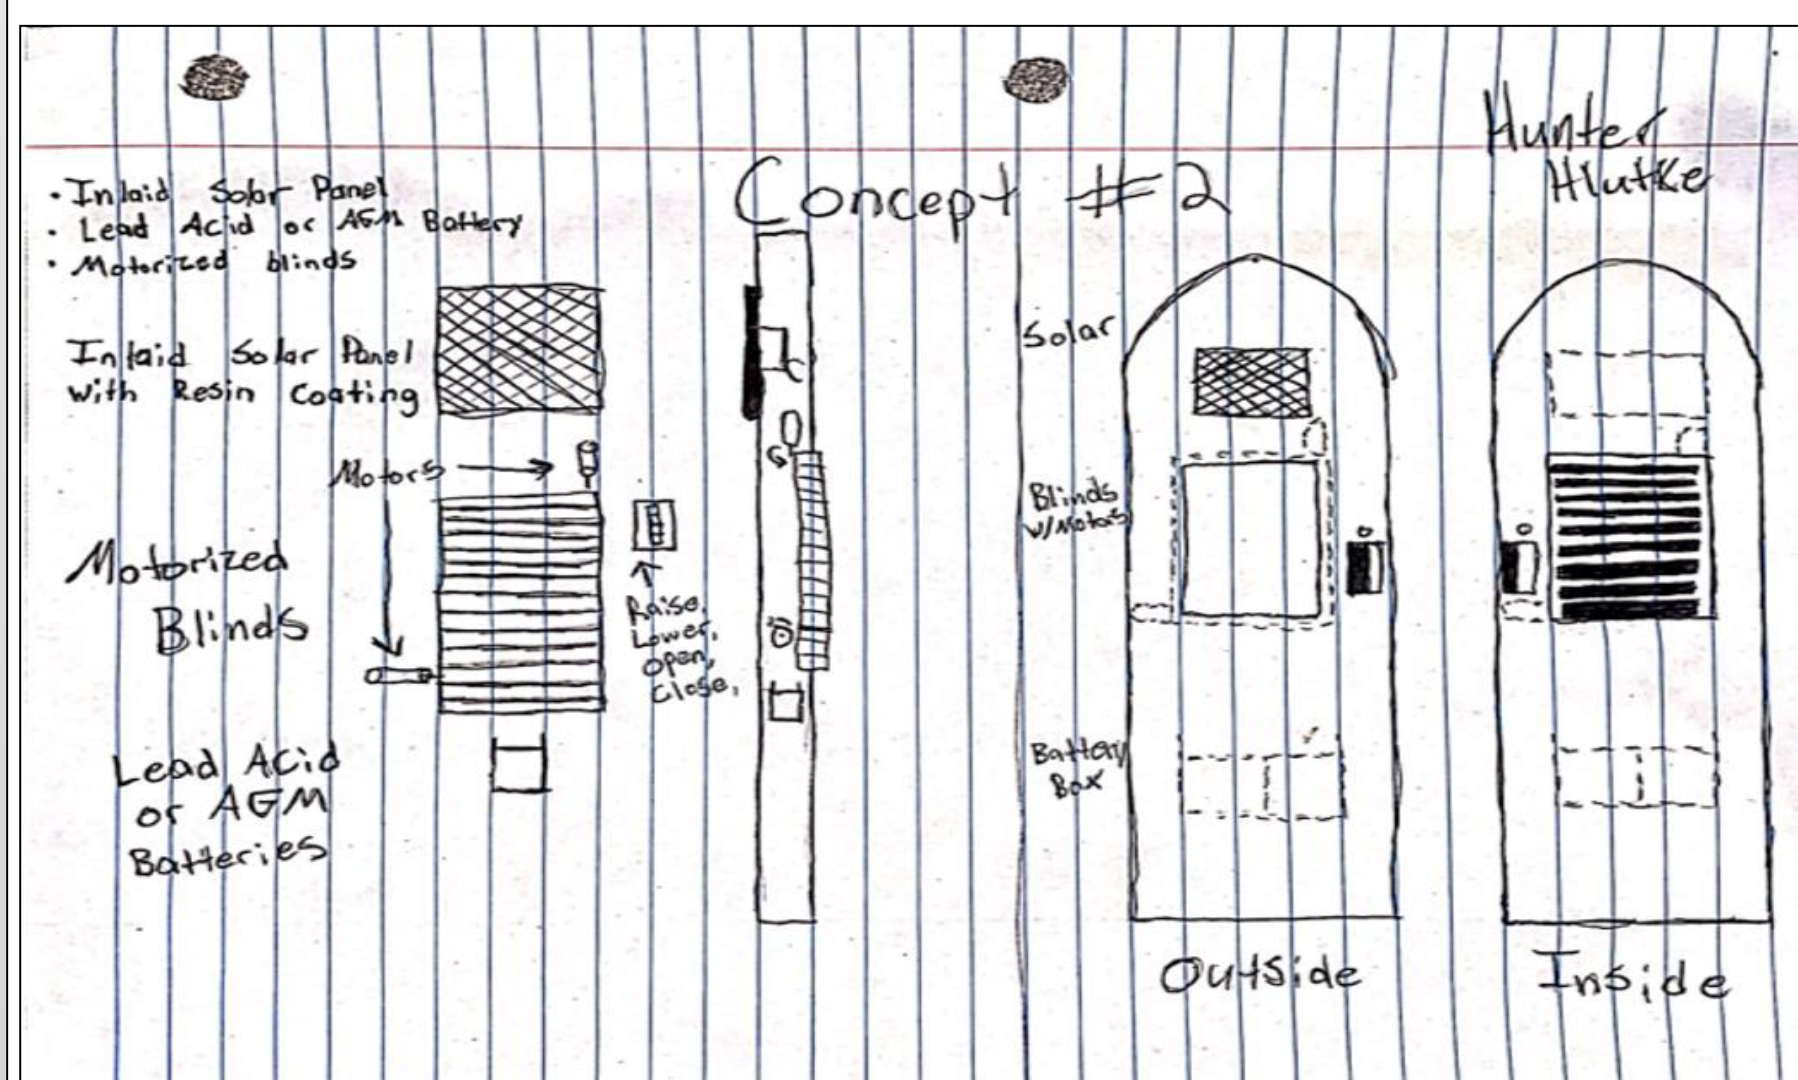 Hunter
Hlutke
Concept #2
• Inlaid Solar Panel
• Lead Acid or AGM Battery
• Motorized blinds
Inlaid Solar Panel
with Resin Coating
Motors
Motorized
Blinds
Raise,
Lower,
open,
close,
Lead Acid
or AGM
Batteries
Solar
Blinds
w/Motors
Battery
Box
Outside
Inside